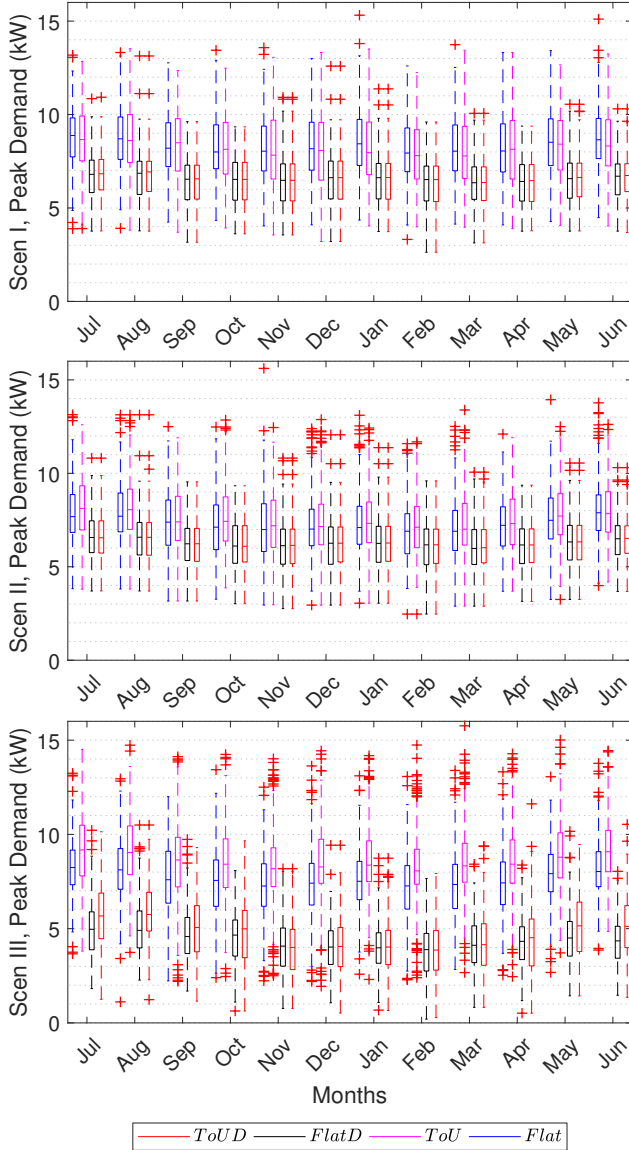 15
10
5
0
Scen I, Peak Demand (kW)
Jul Aug Sep Oct Nov Dec Jan Feb Mar Apr May Jun
15
10
5
0
Scen II, Peak Demand (kW)
Jul Aug Sep Oct Nov Dec Jan Feb Mar Apr May Jun
15
10
5
0
Scen III, Peak Demand (kW)
Jul Aug Sep Oct Nov Dec Jan Feb Mar Apr May Jun
Months
ToUD FlatD ToU Flat